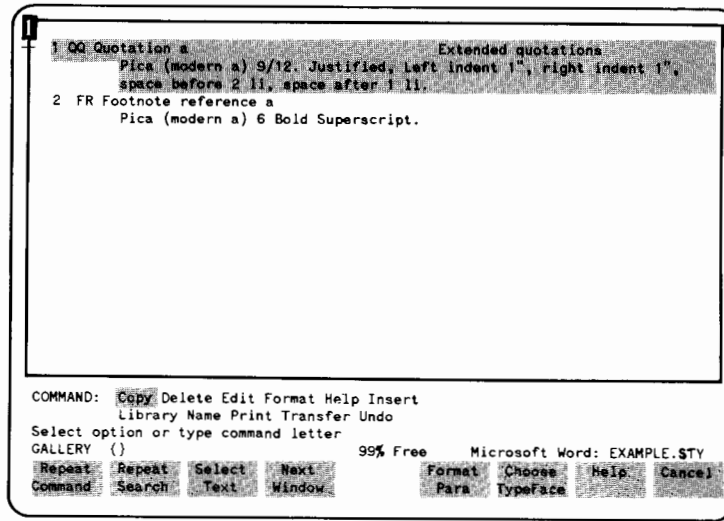 1
1 QQ Quotation a Extended quotations
Pica (modern a) 9/12. Justified, Left indent 1", right indent 1",
space before 2 li, space after 1 li.
2 FR Footnote reference a
Pica (modern a) 6 Bold Superscript.
COMMAND: Copy Delete Edit Format Help Insert
Library Name Print Transfer Undo
Select option or type command letter
GALLERY {} 99% Free Microsoft Word: EXAMPLE.STY
Repeat Repeat Select Next Format Choose Help Cancel
Command Search Text Window Para TypeFace